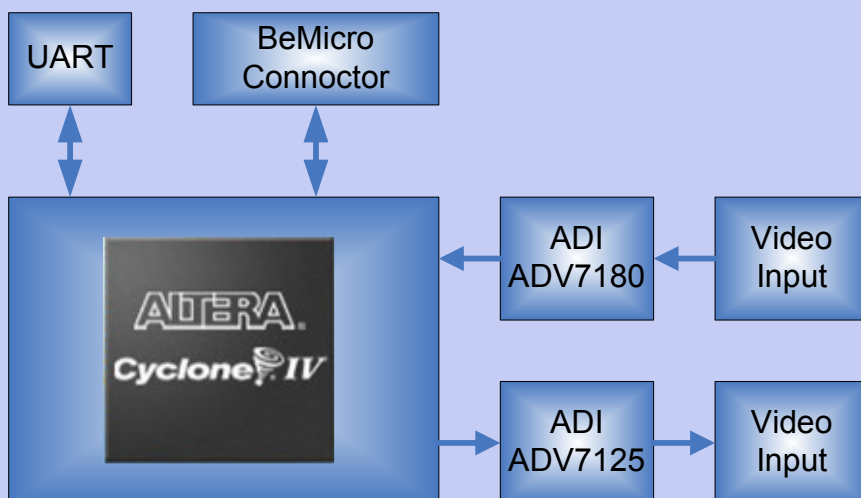 UART
BeMicro
Connoctor
ALTERA®
Cyclone IV
ADI
ADV7180
Video
Input
ADI
ADV7125
Video
Input